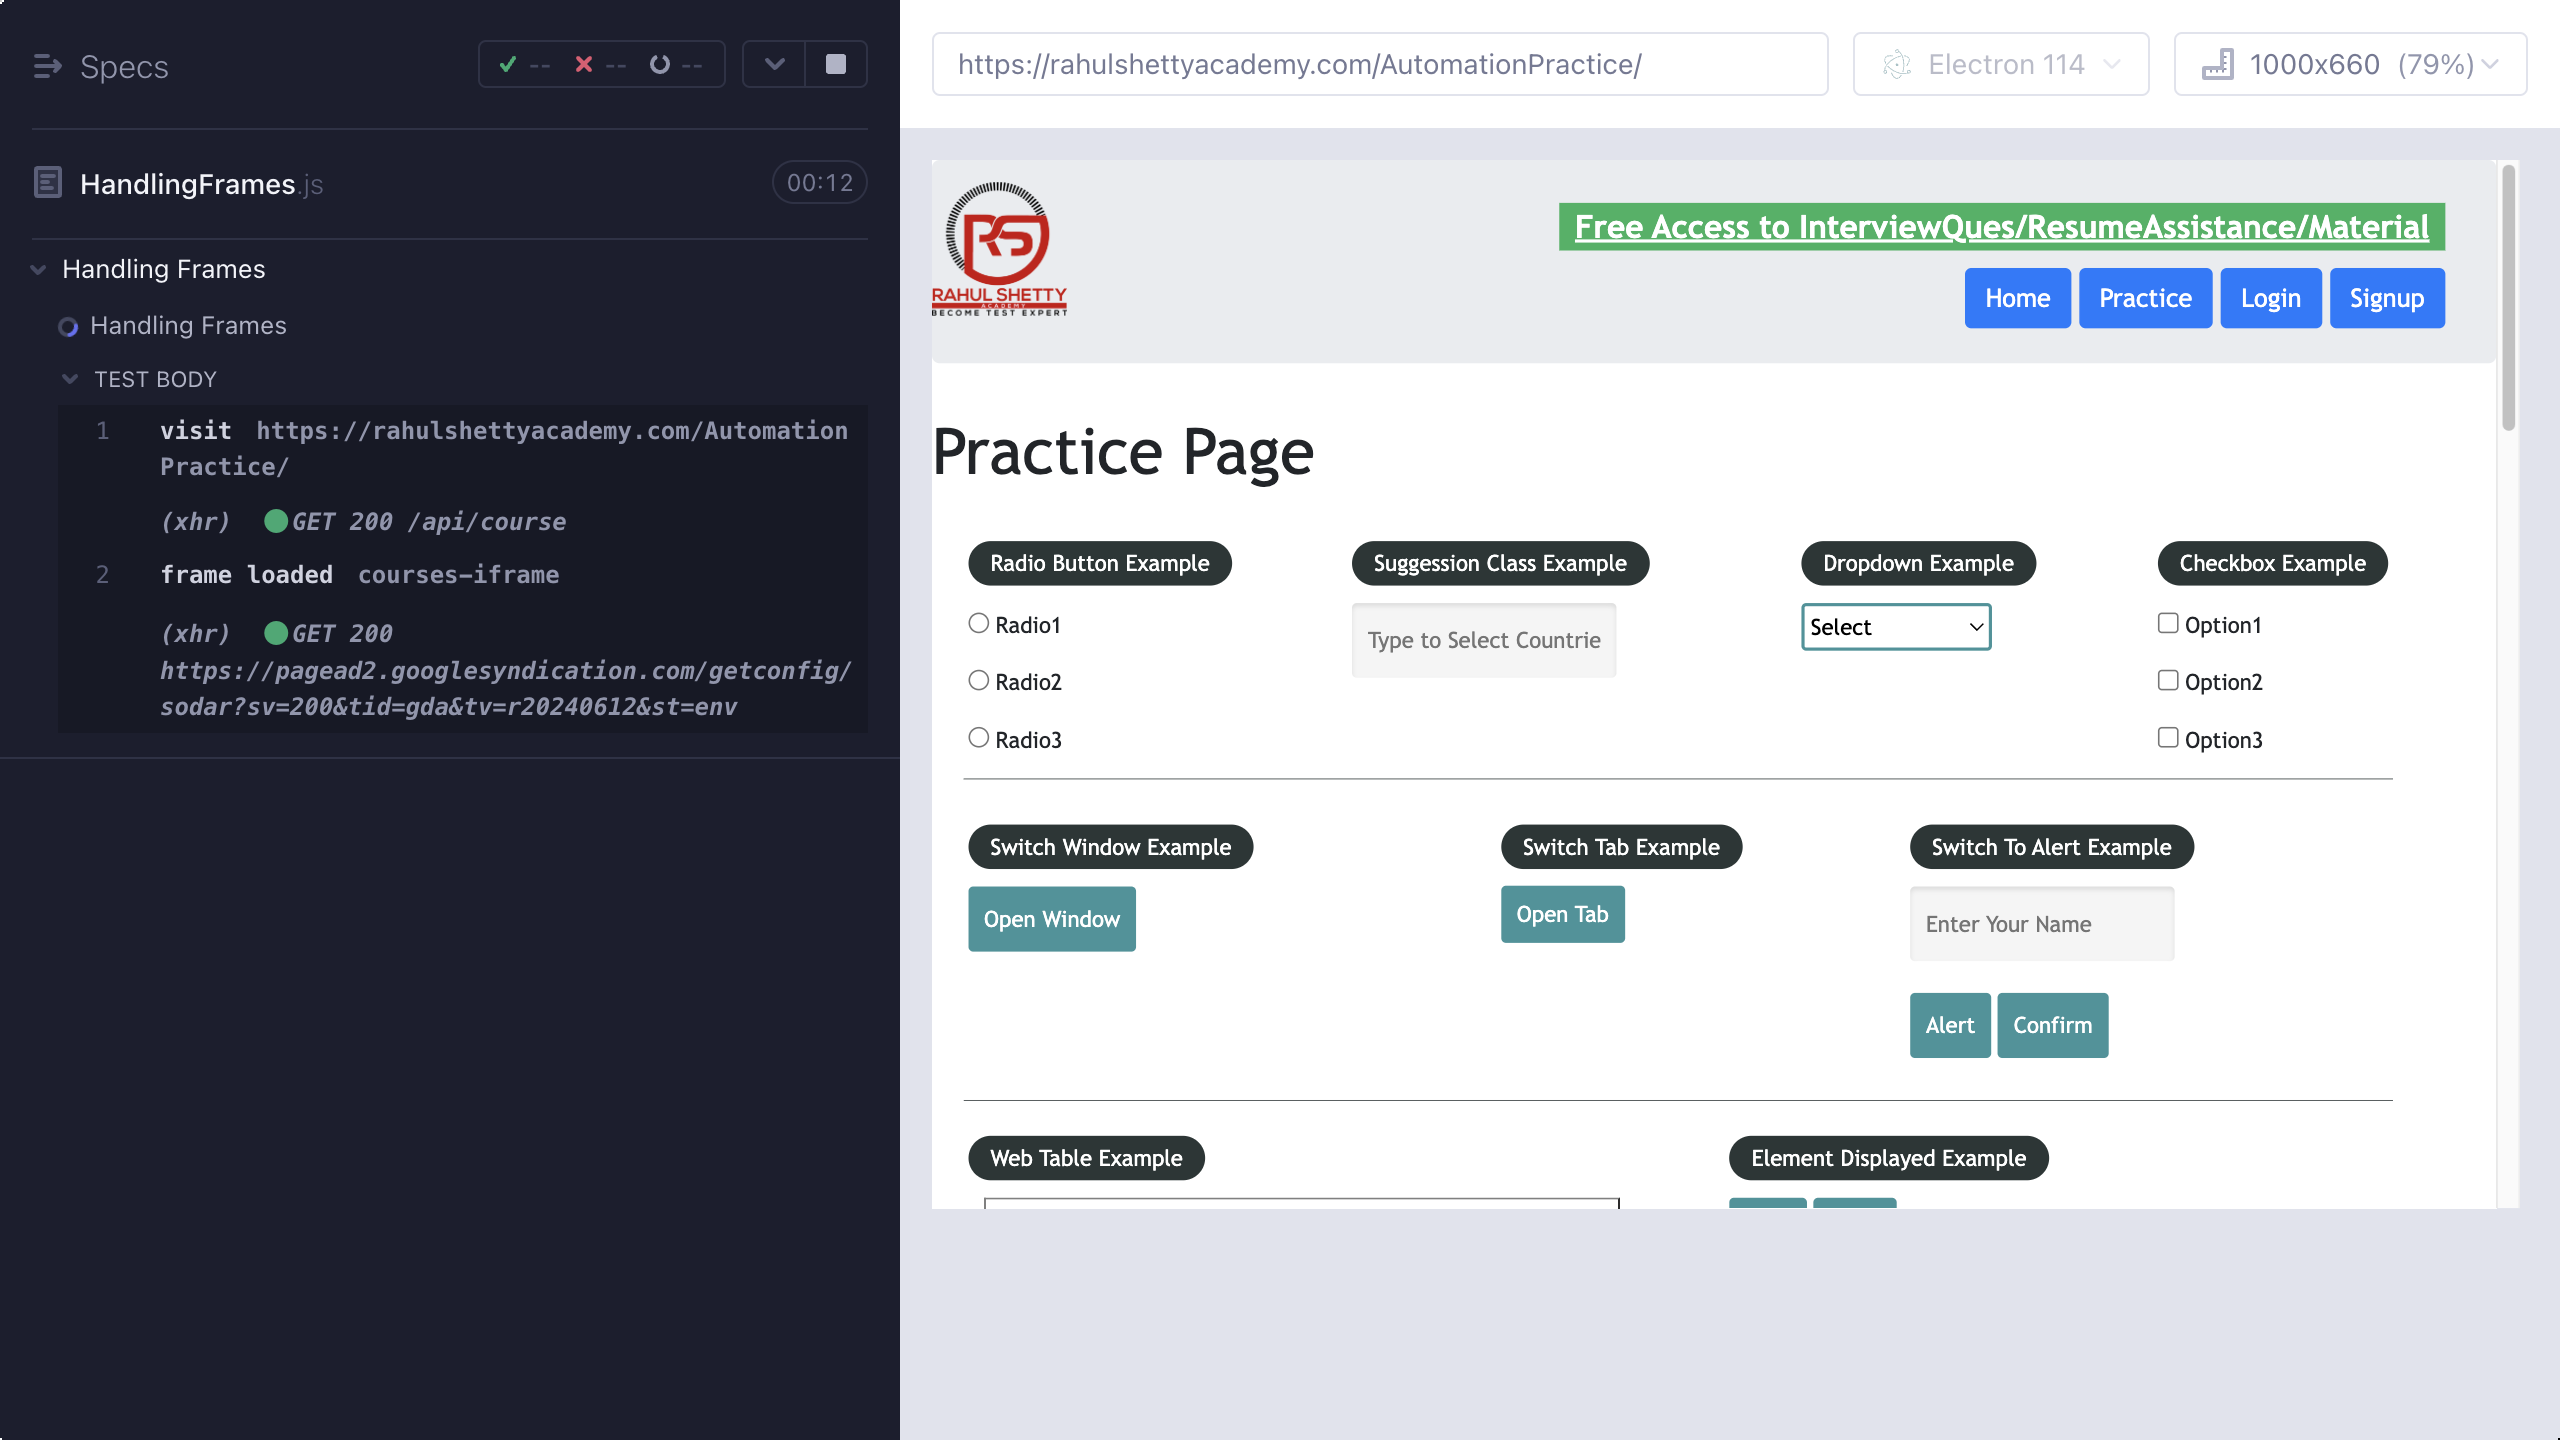 Specs
--
--
--
HandlingFrames.js
00:12
Handling Frames
Handling Frames
TEST BODY
1 visit https://rahulshettyacademy.com/Automation
Practice/
(xhr) GET 200 /api/course
2 frame loaded courses-iframe
(xhr) GET 200
https://pagead2.googlesyndication.com/getconfig/
sodar?sv=200&tid=gda&tv=r20240612&st=env
https://rahulshettyacademy.com/AutomationPractice/
Electron 114
1000x660 (79%)
RS
RAHUL SHETTY
ACADEMY
BECOME TEST EXPERT
Free Access to InterviewQues/ResumeAssistance/Material
Home Practice Login Signup
Practice Page
Radio Button Example
Radio1
Radio2
Radio3
Suggession Class Example
Type to Select Countrie
Dropdown Example
Select
Checkbox Example
Option1
Option2
Option3
Switch Window Example
Open Window
Switch Tab Example
Open Tab
Switch To Alert Example
Enter Your Name
Alert Confirm
Web Table Example
Element Displayed Example